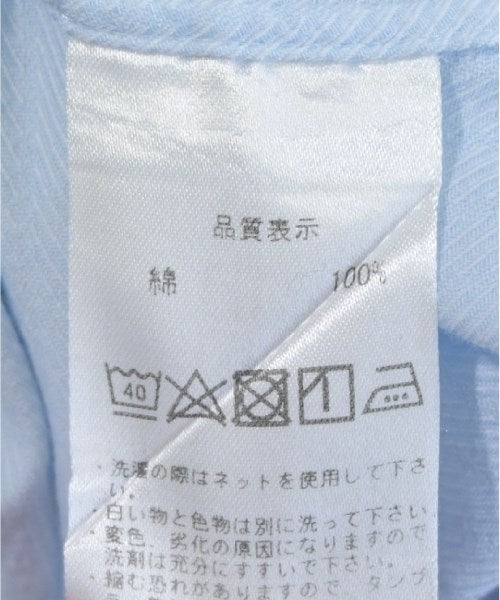 品質表示
綿 100%
40
・洗濯の際はネットを使用して下さ
い。
・白い物と色物は別に洗って下さい
・変色、劣化の原因になりますので
洗剤は充分にすすいで下さい。
・縮む恐れがありますので、タンブ